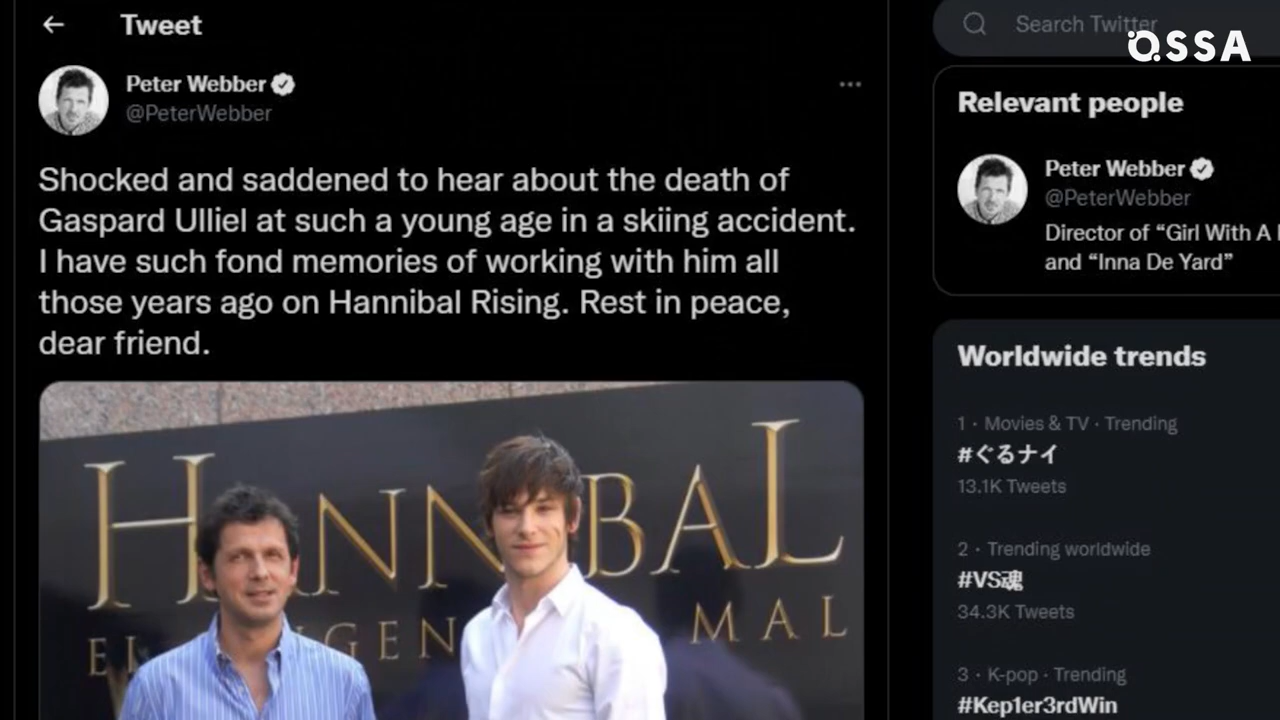 Tweet
Peter Webber
@PeterWebber
Shocked and saddened to hear about the death of
Gaspard Ulliel at such a young age in a skiing accident.
I have such fond memories of working with him all
those years ago on Hannibal Rising. Rest in peace,
dear friend.
HANNIBAL
MAL
Search Twitter
QSSA
Relevant people
Peter Webber
@PeterWebber
Director of “Girl With A
and “Inna De Yard”
Worldwide trends
1 · Movies & TV · Trending
#ぐるナイ
13.1K Tweets
2 · Trending worldwide
#VS魂
34.3K Tweets
3 · K-pop · Trending
#Kep1er3rdWin